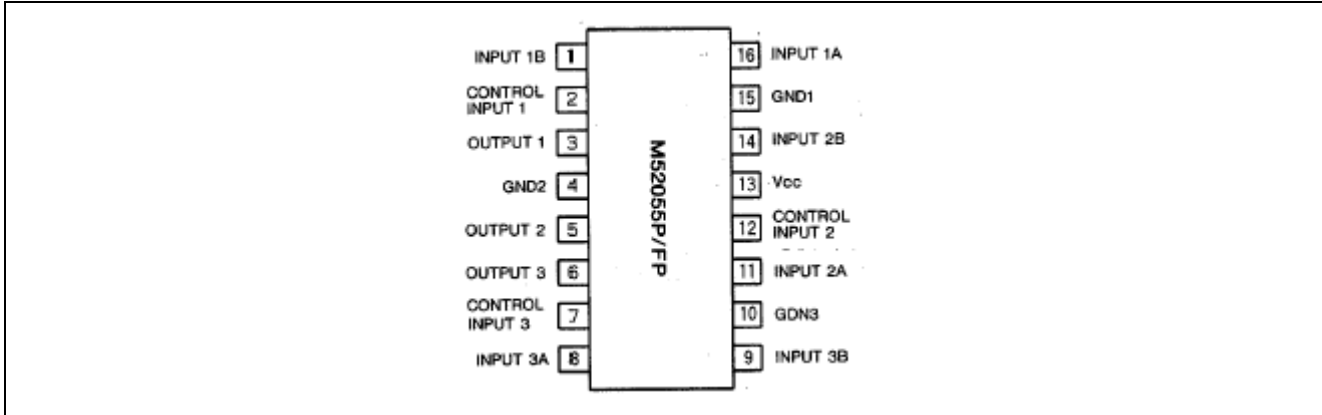 INPUT 1B 1
CONTROL
INPUT 1 2
OUTPUT 1 3
GND2 4
OUTPUT 2 5
OUTPUT 3 6
CONTROL
INPUT 3 7
INPUT 3A 8
M52055P/FP
16 INPUT 1A
15 GND1
14 INPUT 2B
13 Vcc
12 CONTROL
INPUT 2
11 INPUT 2A
10 GDN3
9 INPUT 3B